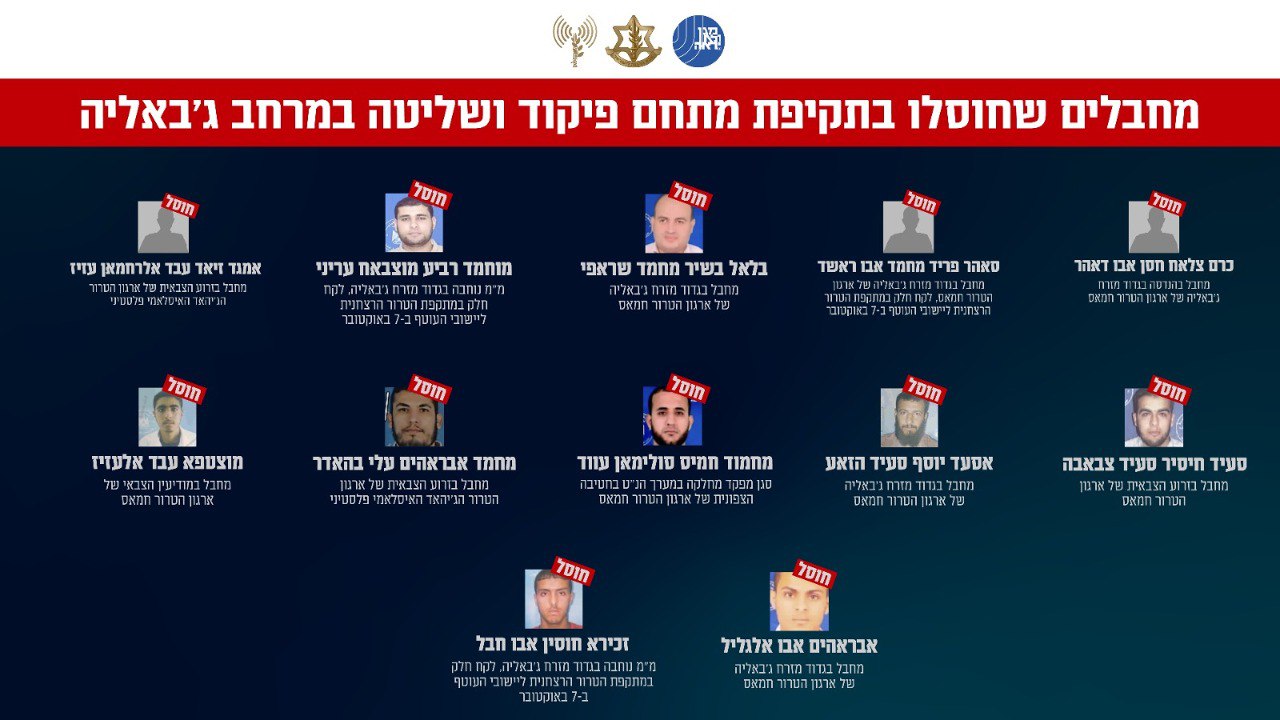 מחבלים שחוסלו בתקיפת מתחם פיקוד ושליטה במרחב ג'באליה
חוסל
כרם צלאח חסן אבו דאהר
מחבל בהנדסה בגדוד מזרח
ג'באליה של ארגון הטרור חמאס
חוסל
סאהר פריד מחמד אבו ראשד
מחבל בגדוד מזרח ג'באליה של ארגון
הטרור חמאס, לקח חלק במתקפת הטרור
הרצחנית ליישובי העוטף ב-7 באוקטובר
חוסל
בלאל בשיר מחמד שראפי
מחבל בגדוד מזרח ג'באליה
של ארגון הטרור חמאס
חוסל
מוחמד רביע מוצבאח עריני
מ"מ נוחבה בגדוד מזרח ג'באליה, לקח
חלק במתקפת הטרור הרצחנית
ליישובי העוטף ב-7 באוקטובר
חוסל
אמגד זיאד עבד אלרחמאן עזיז
מחבל בזרוע הצבאית של ארגון הטרור
הג'יהאד האיסלאמי פלסטיני
חוסל
סעיד חיסיר סעיד צבאבה
מחבל בזרוע הצבאית של ארגון
הטרור חמאס
חוסל
אסעד יוסף סעיד הזאע
מחבל בגדוד מזרח ג'באליה
של ארגון הטרור חמאס
חוסל
מחמוד חמיס סולימאן עווד
סגן מפקד מחלקה במערך הנ"ט בחטיבה
הצפונית של ארגון הטרור חמאס
חוסל
מחמד אבראהים עלי בהאדר
מחבל בזרוע הצבאית של ארגון
הטרור הג'יהאד האיסלאמי פלסטיני
חוסל
מוצטפא עבד אלעזיז
מחבל במודיעין הצבאי של
ארגון הטרור חמאס
חוסל
אבראהים אבו אלגליל
מחבל בגדוד מזרח ג'באליה
של ארגון הטרור חמאס
חוסל
זכירא חוסין אבו חבל
מ"מ נוחבה בגדוד מזרח ג'באליה, לקח חלק
במתקפת הטרור הרצחנית ליישובי העוטף
ב-7 באוקטובר